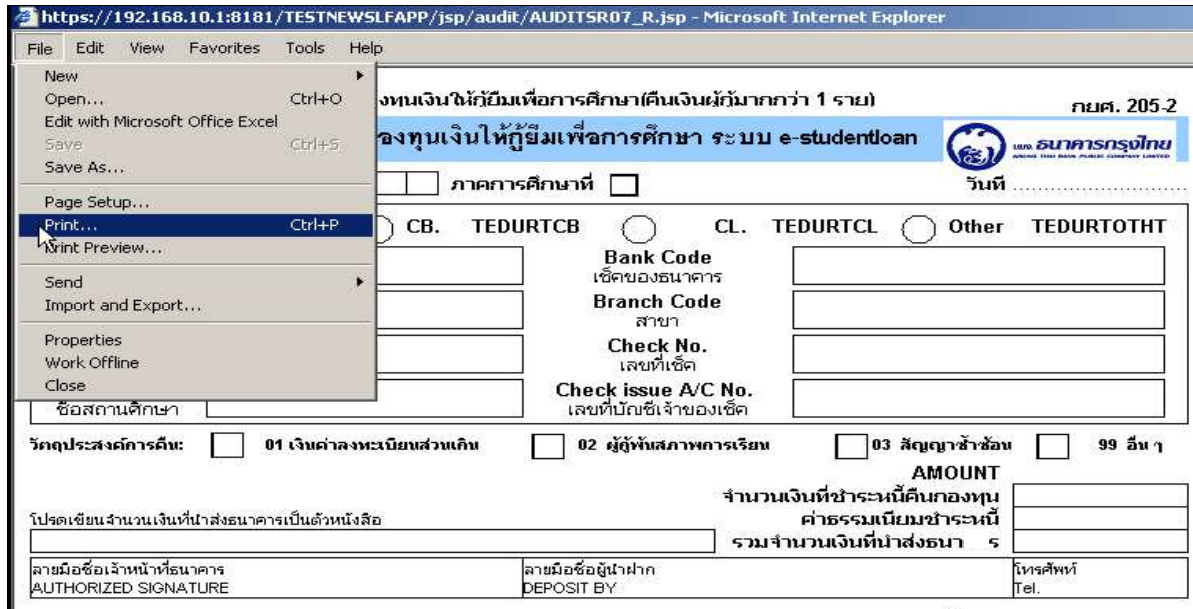 https://192.168.10.1:8181/TESTNEWSLFAPP/jsp/audit/AUDITSR07_R.jsp - Microsoft Internet Explorer
File Edit View Favorites Tools Help
New
Open... Ctrl+O
Edit with Microsoft Office Excel
Save Ctrl+S
Save As...
Page Setup...
Print... Ctrl+P
Print Preview...
Send
Import and Export...
Properties
Work Offline
Close
งทุนเงินให้กู้ยืมเพื่อการศึกษา(คืนเงินผู้กู้มากกว่า 1 ราย) กยศ. 205-2
องทุนเงินให้กู้ยืมเพื่อการศึกษา ระบบ e-studentloan
บมจ. ธนาคารกรุงไทย
KRUNG THAI BANK PUBLIC COMPANY LIMITED
ภาคการศึกษาที่ วันที่ ............................
CB. TEDURTCB CL. TEDURTCL Other TEDURTOTHT
Bank Code
เช็คของธนาคาร
Branch Code
สาขา
Check No.
เลขที่เช็ค
Check issue A/C No.
ชื่อสถานศึกษา เลขที่บัญชีเจ้าของเช็ค
วัตถุประสงค์การคืน: 01 เงินค่าลงทะเบียนส่วนเกิน 02 ผู้กู้พ้นสภาพการเรียน 03 สัญญาซ้ำซ้อน 99 อื่น ๆ
AMOUNT
จำนวนเงินที่ชำระหนี้คืนกองทุน
โปรดเขียนจำนวนเงินที่นำส่งธนาคารเป็นตัวหนังสือ ค่าธรรมเนียมชำระหนี้
รวมจำนวนเงินที่นำส่งธนา ร
ลายมือชื่อเจ้าหน้าที่ธนาคาร ลายมือชื่อผู้นำฝาก โทรศัพท์
AUTHORIZED SIGNATURE DEPOSIT BY Tel.